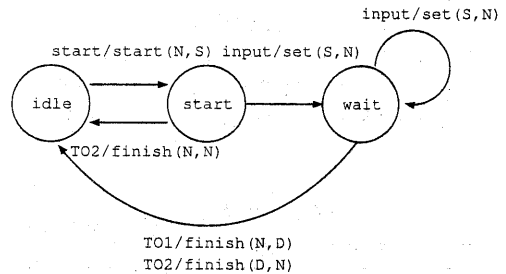 input/set(S,N)
start/start(N,S) input/set(S,N)
idle
start
wait
TO2/finish(N,N)
TO1/finish(N,D)
TO2/finish(D,N)